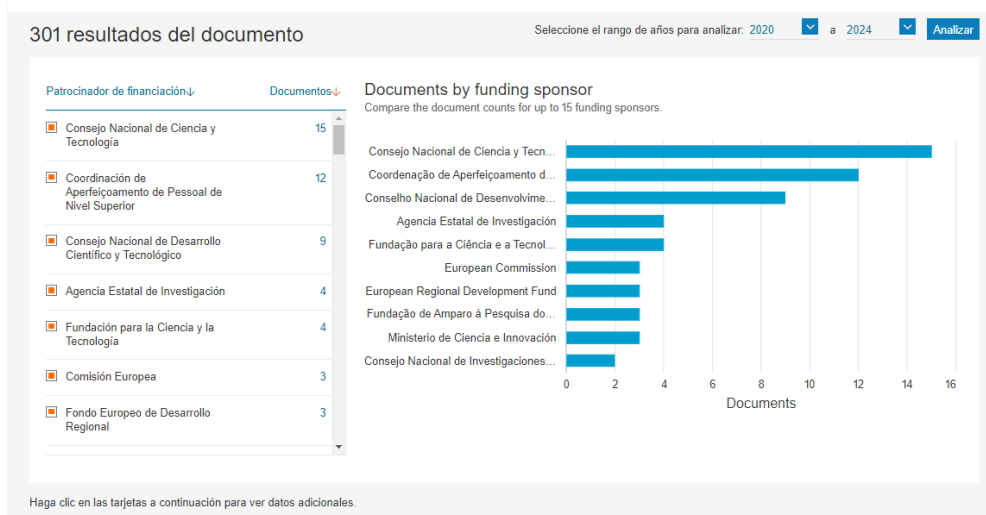 301 resultados del documento
Seleccione el rango de años para analizar: 2020 a 2024 Analizar
Patrocinador de financiación↓ Documentos↓
Consejo Nacional de Ciencia y 15
Tecnología
Coordinación de 12
Aperfeiçoamento de Pessoal de
Nivel Superior
Consejo Nacional de Desarrollo 9
Científico y Tecnológico
Agencia Estatal de Investigación 4
Fundación para la Ciencia y la 4
Tecnología
Comisión Europea 3
Fondo Europeo de Desarrollo 3
Regional
Documents by funding sponsor
Compare the document counts for up to 15 funding sponsors.
Consejo Nacional de Ciencia y Tecn...
Coordenação de Aperfeiçoamento d...
Conselho Nacional de Desenvolvime...
Agencia Estatal de Investigación
Fundação para a Ciência e a Tecnol...
European Commission
European Regional Development Fund
Fundação de Amparo à Pesquisa do...
Ministerio de Ciencia e Innovación
Consejo Nacional de Investigaciones...
0 2 4 6 8 10 12 14 16
Documents
Haga clic en las tarjetas a continuación para ver datos adicionales.